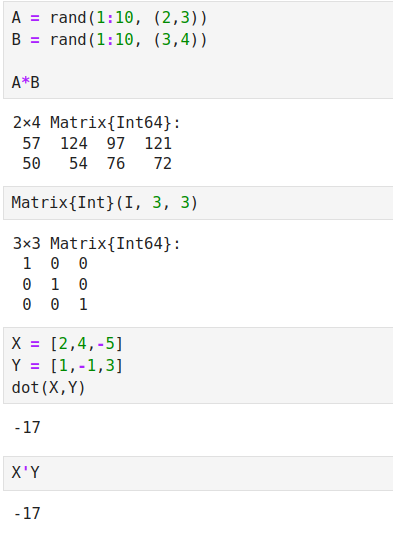 A = rand(1:10, (2,3))
B = rand(1:10, (3,4))
A*B
2×4 Matrix{Int64}:
57 124 97 121
50 54 76 72
Matrix{Int}(I, 3, 3)
3×3 Matrix{Int64}:
1 0 0
0 1 0
0 0 1
X = [2,4,-5]
Y = [1,-1,3]
dot(X,Y)
-17
X'Y
-17